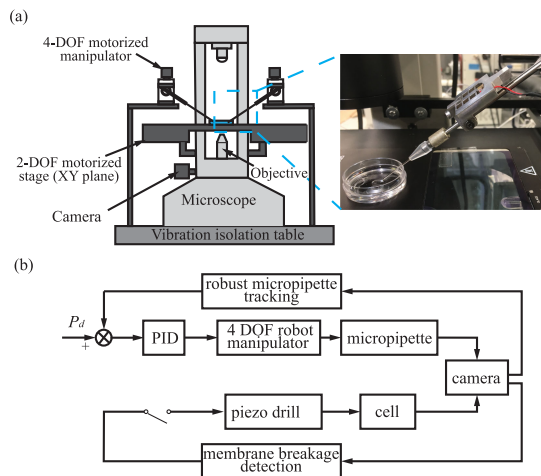 (a)
4-DOF motorized
manipulator
2-DOF motorized
stage (XY plane)
Camera
Objective
Microscope
Vibration isolation table
(b)
robust micropipette
tracking
Pd
+
PID
4 DOF robot
manipulator
micropipette
camera
piezo drill
cell
membrane breakage
detection